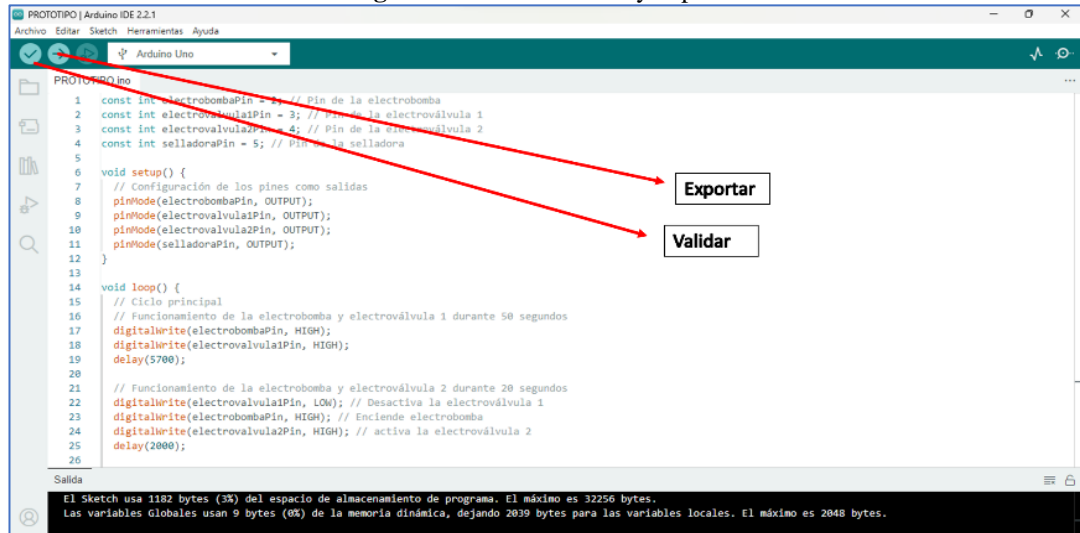 PROTOTIPO | Arduino IDE 2.2.1
Archivo Editar Sketch Herramientas Ayuda
Arduino Uno
PROTOTIPO.ino
1 const int electrobombaPin = 2; // Pin de la electrobomba
2 const int electrovalvula1Pin = 3; // Pin de la electroválvula 1
3 const int electrovalvula2Pin = 4; // Pin de la electroválvula 2
4 const int selladoraPin = 5; // Pin de la selladora
5
6 void setup() {
7 // Configuración de los pines como salidas
8 pinMode(electrobombaPin, OUTPUT);
9 pinMode(electrovalvula1Pin, OUTPUT);
10 pinMode(electrovalvula2Pin, OUTPUT);
11 pinMode(selladoraPin, OUTPUT);
12 }
13
14 void loop() {
15 // Ciclo principal
16 // Funcionamiento de la electrobomba y electroválvula 1 durante 50 segundos
17 digitalWrite(electrobombaPin, HIGH);
18 digitalWrite(electrovalvula1Pin, HIGH);
19 delay(5700);
20
21 // Funcionamiento de la electrobomba y electroválvula 2 durante 20 segundos
22 digitalWrite(electrovalvula1Pin, LOW); // Desactiva la electroválvula 1
23 digitalWrite(electrobombaPin, HIGH); // Enciende electrobomba
24 digitalWrite(electrovalvula2Pin, HIGH); // activa la electroválvula 2
25 delay(2000);
26
Exportar
Validar
Salida
El Sketch usa 1182 bytes (3%) del espacio de almacenamiento de programa. El máximo es 32256 bytes.
Las variables Globales usan 9 bytes (0%) de la memoria dinámica, dejando 2039 bytes para las variables locales. El máximo es 2048 bytes.